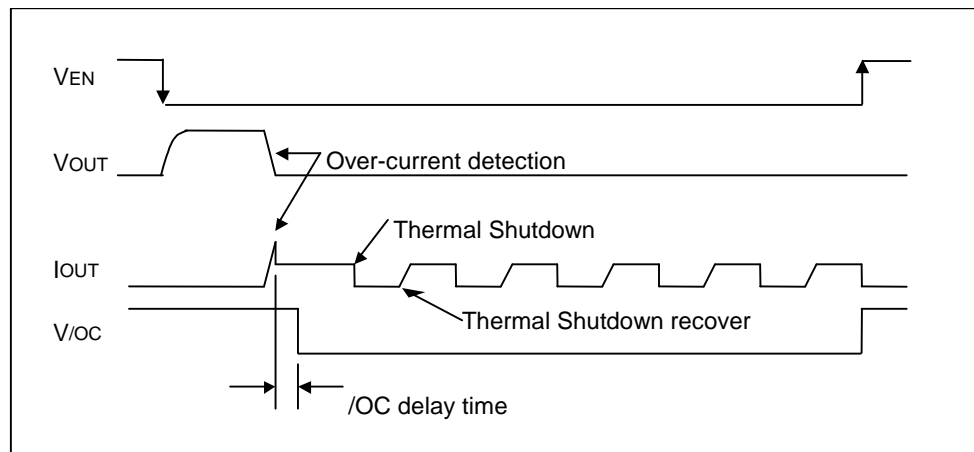 VEN
VOUT
Over-current detection
Thermal Shutdown
IOUT
Thermal Shutdown recover
V/OC
/OC delay time